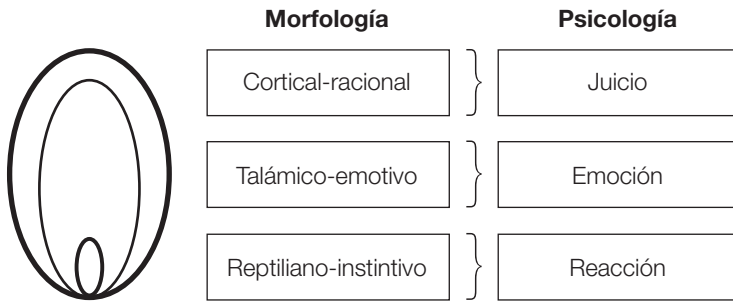 Morfología Psicología
Cortical-racional Juicio
Talámico-emotivo Emoción
Reptiliano-instintivo Reacción